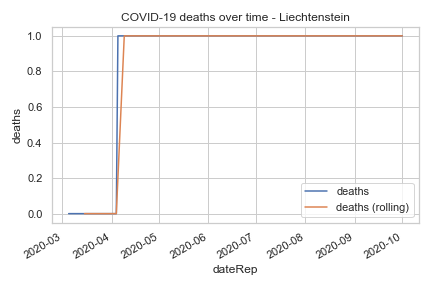 COVID-19 deaths over time - Liechtenstein
1.0
0.8
0.6
0.4
0.2
0.0
deaths
deaths
deaths (rolling)
2020-03
2020-04
2020-05
2020-06
2020-07
2020-08
2020-09
2020-10
dateRep